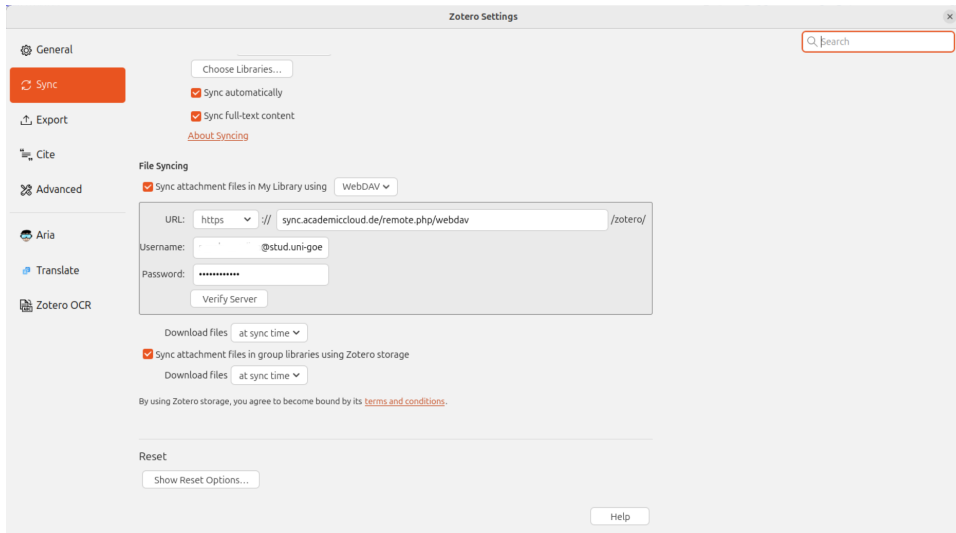 Zotero Settings
×
Search
General
Sync
Export
Cite
Advanced
Aria
Translate
Zotero OCR
Choose Libraries...
Sync automatically
Sync full-text content
About Syncing
File Syncing
Sync attachment files in My Library using WebDAV
URL: https :// sync.academiccloud.de/remote.php/webdav /zotero/
Username: @stud.uni-goe
Password: ••••••••••••
Verify Server
Download files at sync time
Sync attachment files in group libraries using Zotero storage
Download files at sync time
By using Zotero storage, you agree to become bound by its terms and conditions.
Reset
Show Reset Options...
Help